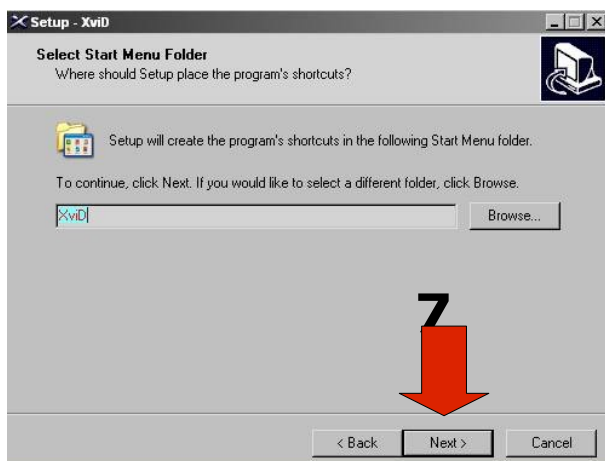 Setup - XviD
Select Start Menu Folder
Where should Setup place the program's shortcuts?
Setup will create the program's shortcuts in the following Start Menu folder.
To continue, click Next. If you would like to select a different folder, click Browse.
XviD
Browse...
7
< Back
Next >
Cancel